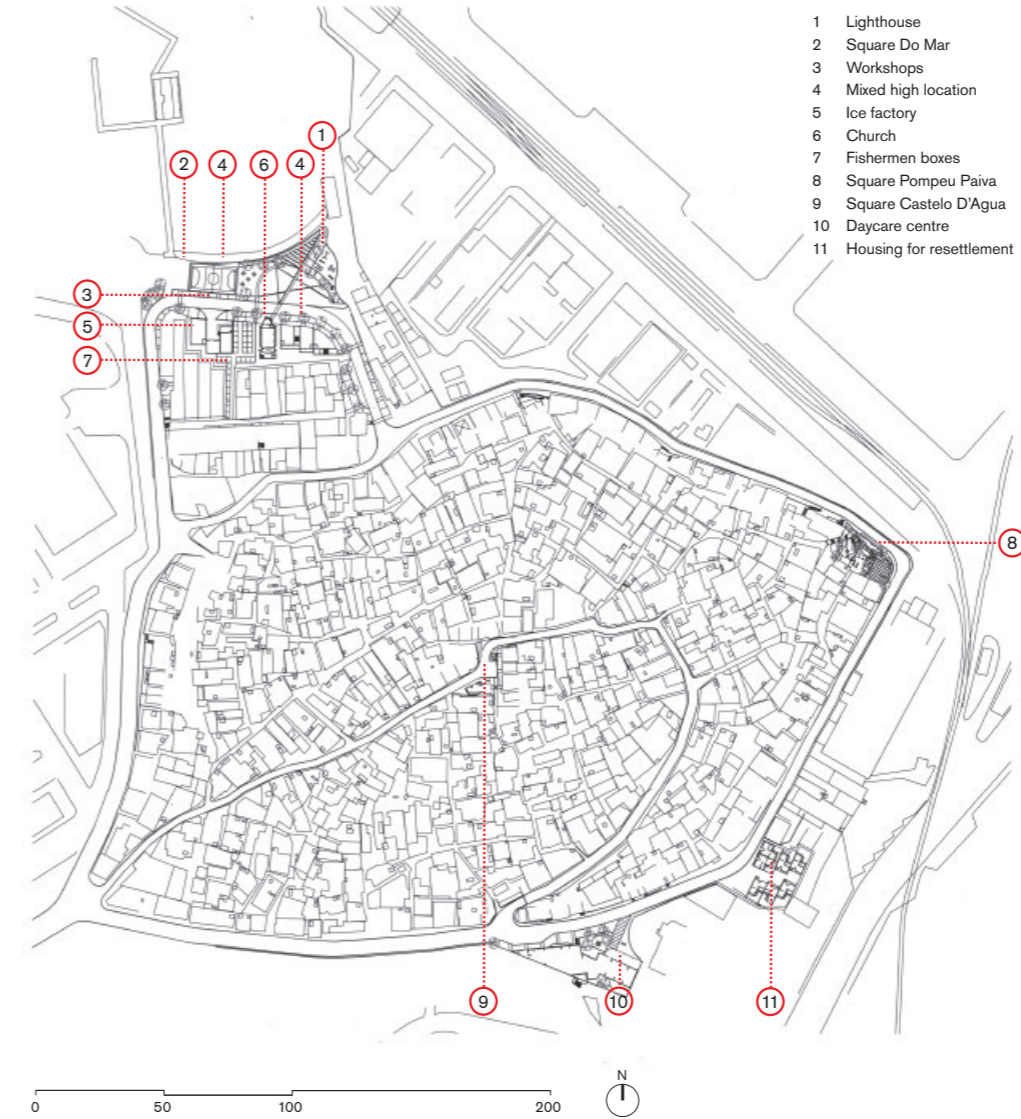 1 Lighthouse
2 Square Do Mar
3 Workshops
4 Mixed high location
5 Ice factory
6 Church
7 Fishermen boxes
8 Square Pompeu Paiva
9 Square Castelo D'Agua
10 Daycare centre
11 Housing for resettlement
1
2 4 6 4
3
5
7
8
9 10 11
N
0 50 100 200